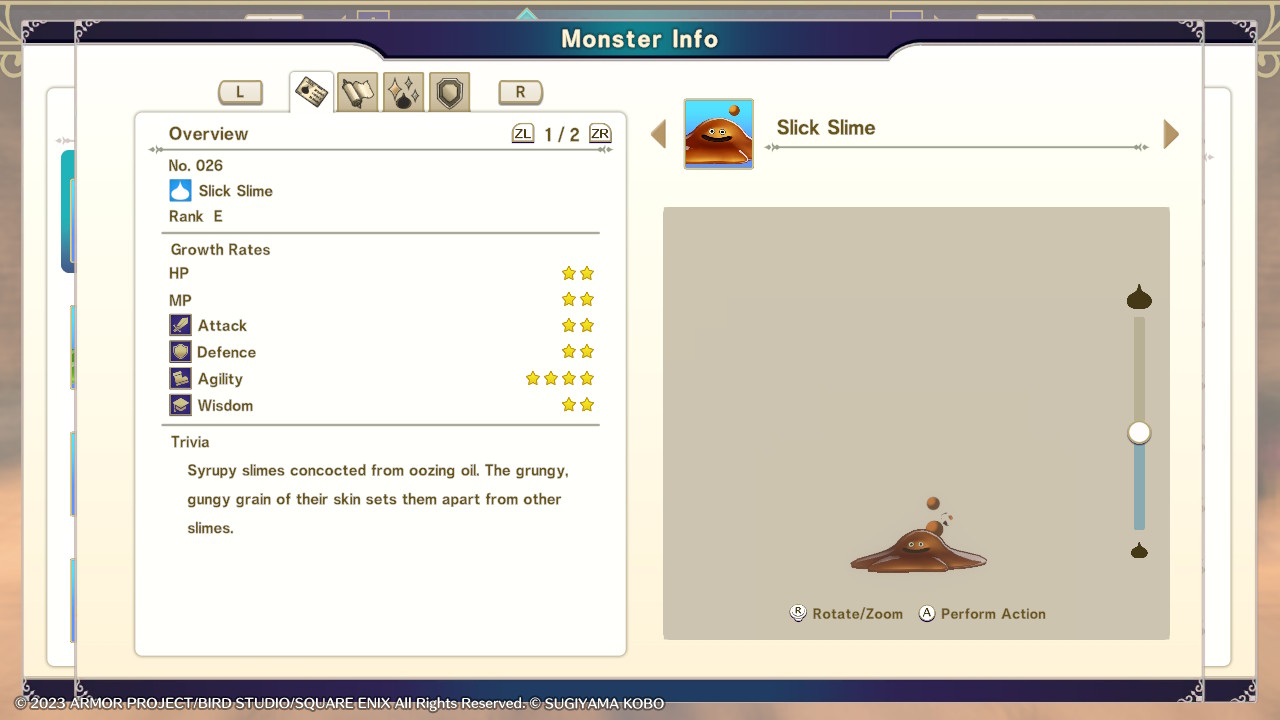 Monster Info
L
R
Overview
ZL 1 / 2 ZR
No. 026
Slick Slime
Rank E
Growth Rates
HP
MP
Attack
Defence
Agility
Wisdom
Trivia
Syrupy slimes concocted from oozing oil. The grungy,
gungy grain of their skin sets them apart from other
slimes.
Slick Slime
R Rotate/Zoom A Perform Action
© 2023 ARMOR PROJECT/BIRD STUDIO/SQUARE ENIX All Rights Reserved. © SUGIYAMA KOBO